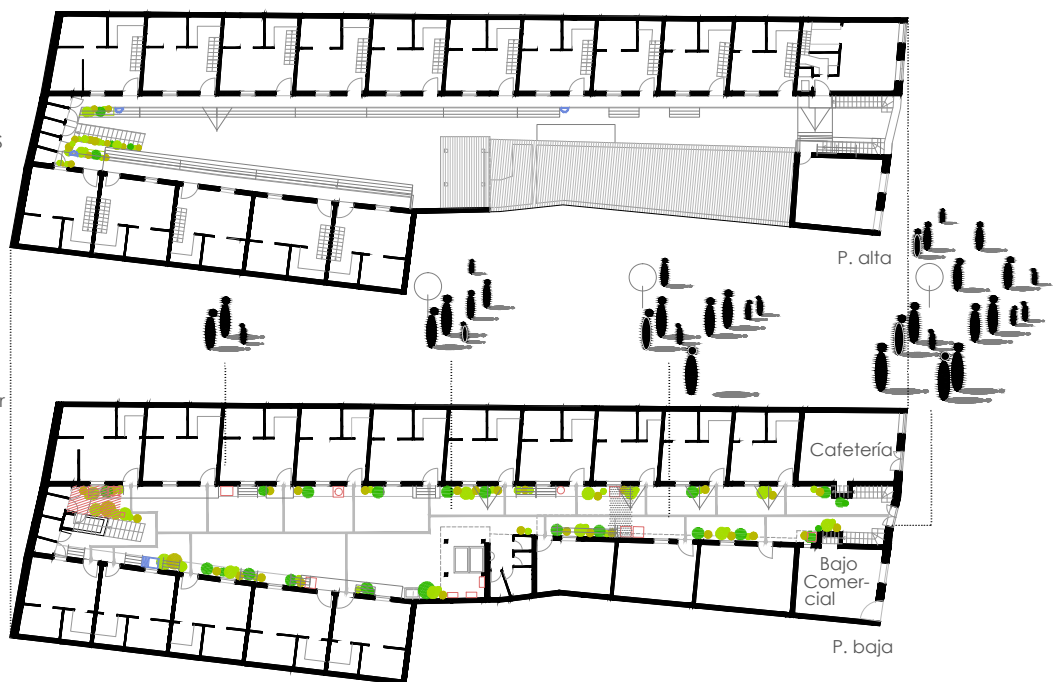 s
P. alta
r
Cafetería
Bajo
Comer-
cial
P. baja